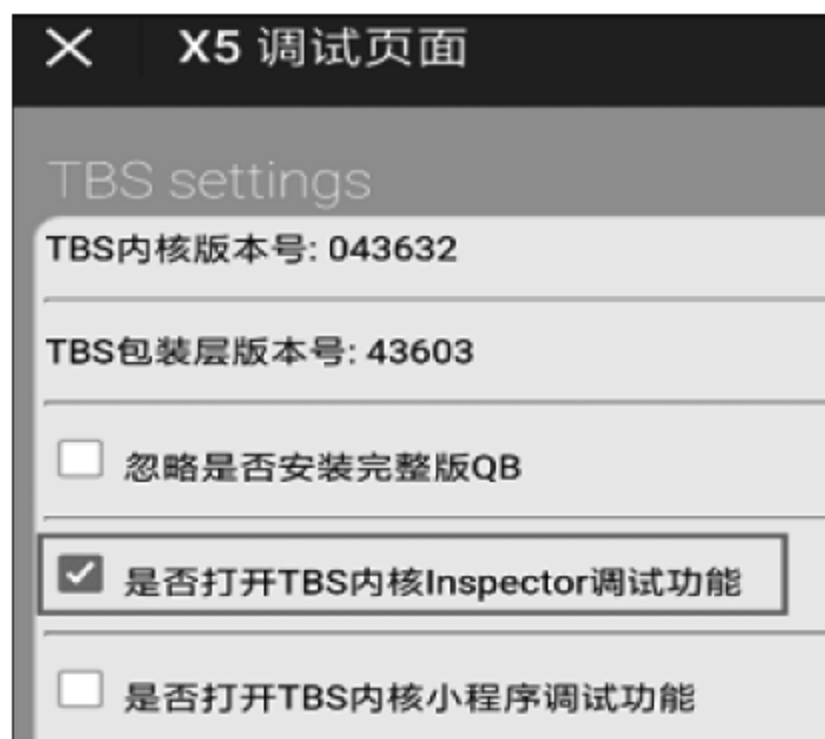 X5 调试页面
TBS settings
TBS内核版本号: 043632
TBS包装层版本号: 43603
忽略是否安装完整版QB
是否打开TBS内核Inspector调试功能
是否打开TBS内核小程序调试功能